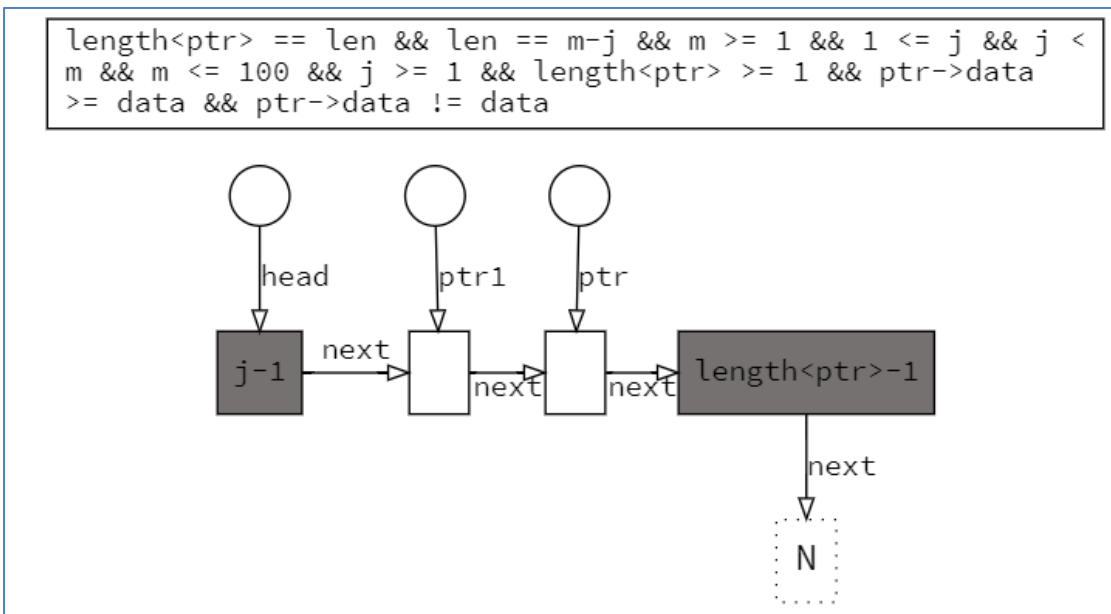 length<ptr> == len && len == m-j && m >= 1 && 1 <= j && j <
m && m <= 100 && j >= 1 && length<ptr> >= 1 && ptr->data
>= data && ptr->data != data
head
ptr1
ptr
j-1
next
next
next
length<ptr>-1
next
N